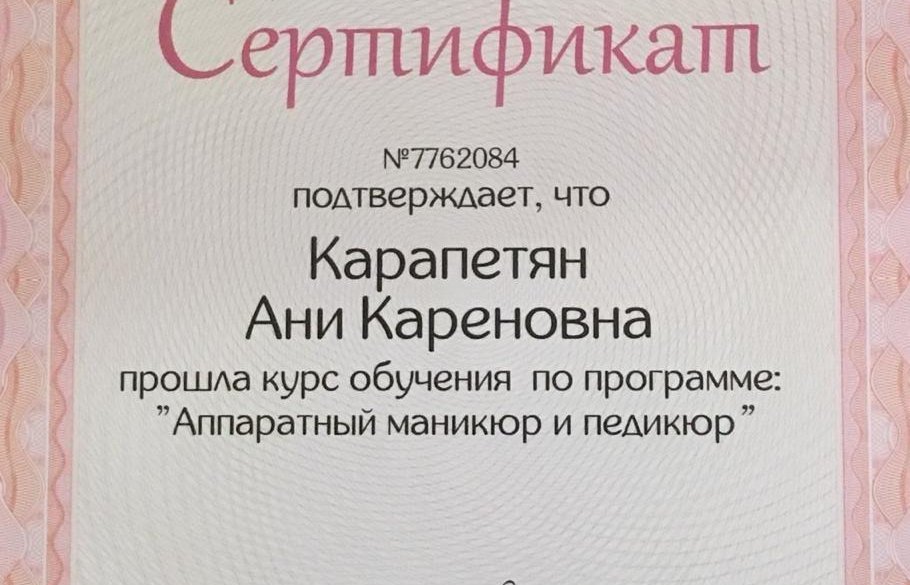 Сертификат
№7762084
подтверждает, что
Карапетян
Ани Кареновна
прошла курс обучения по программе:
"Аппаратный маникюр и педикюр"